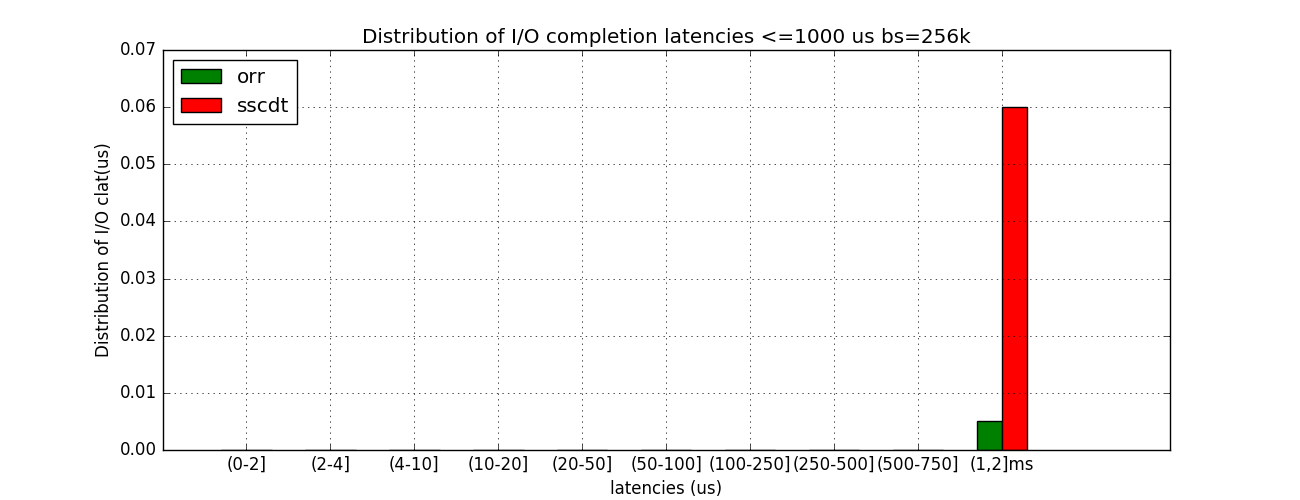 Distribution of I/O completion latencies <=1000 us bs=256k
orr
sscdt
Distribution of I/O clat(us)
0.07
0.06
0.05
0.04
0.03
0.02
0.01
0.00
(0-2] (2-4] (4-10] (10-20] (20-50] (50-100] (100-250] (250-500] (500-750] (1,2]ms
latencies (us)